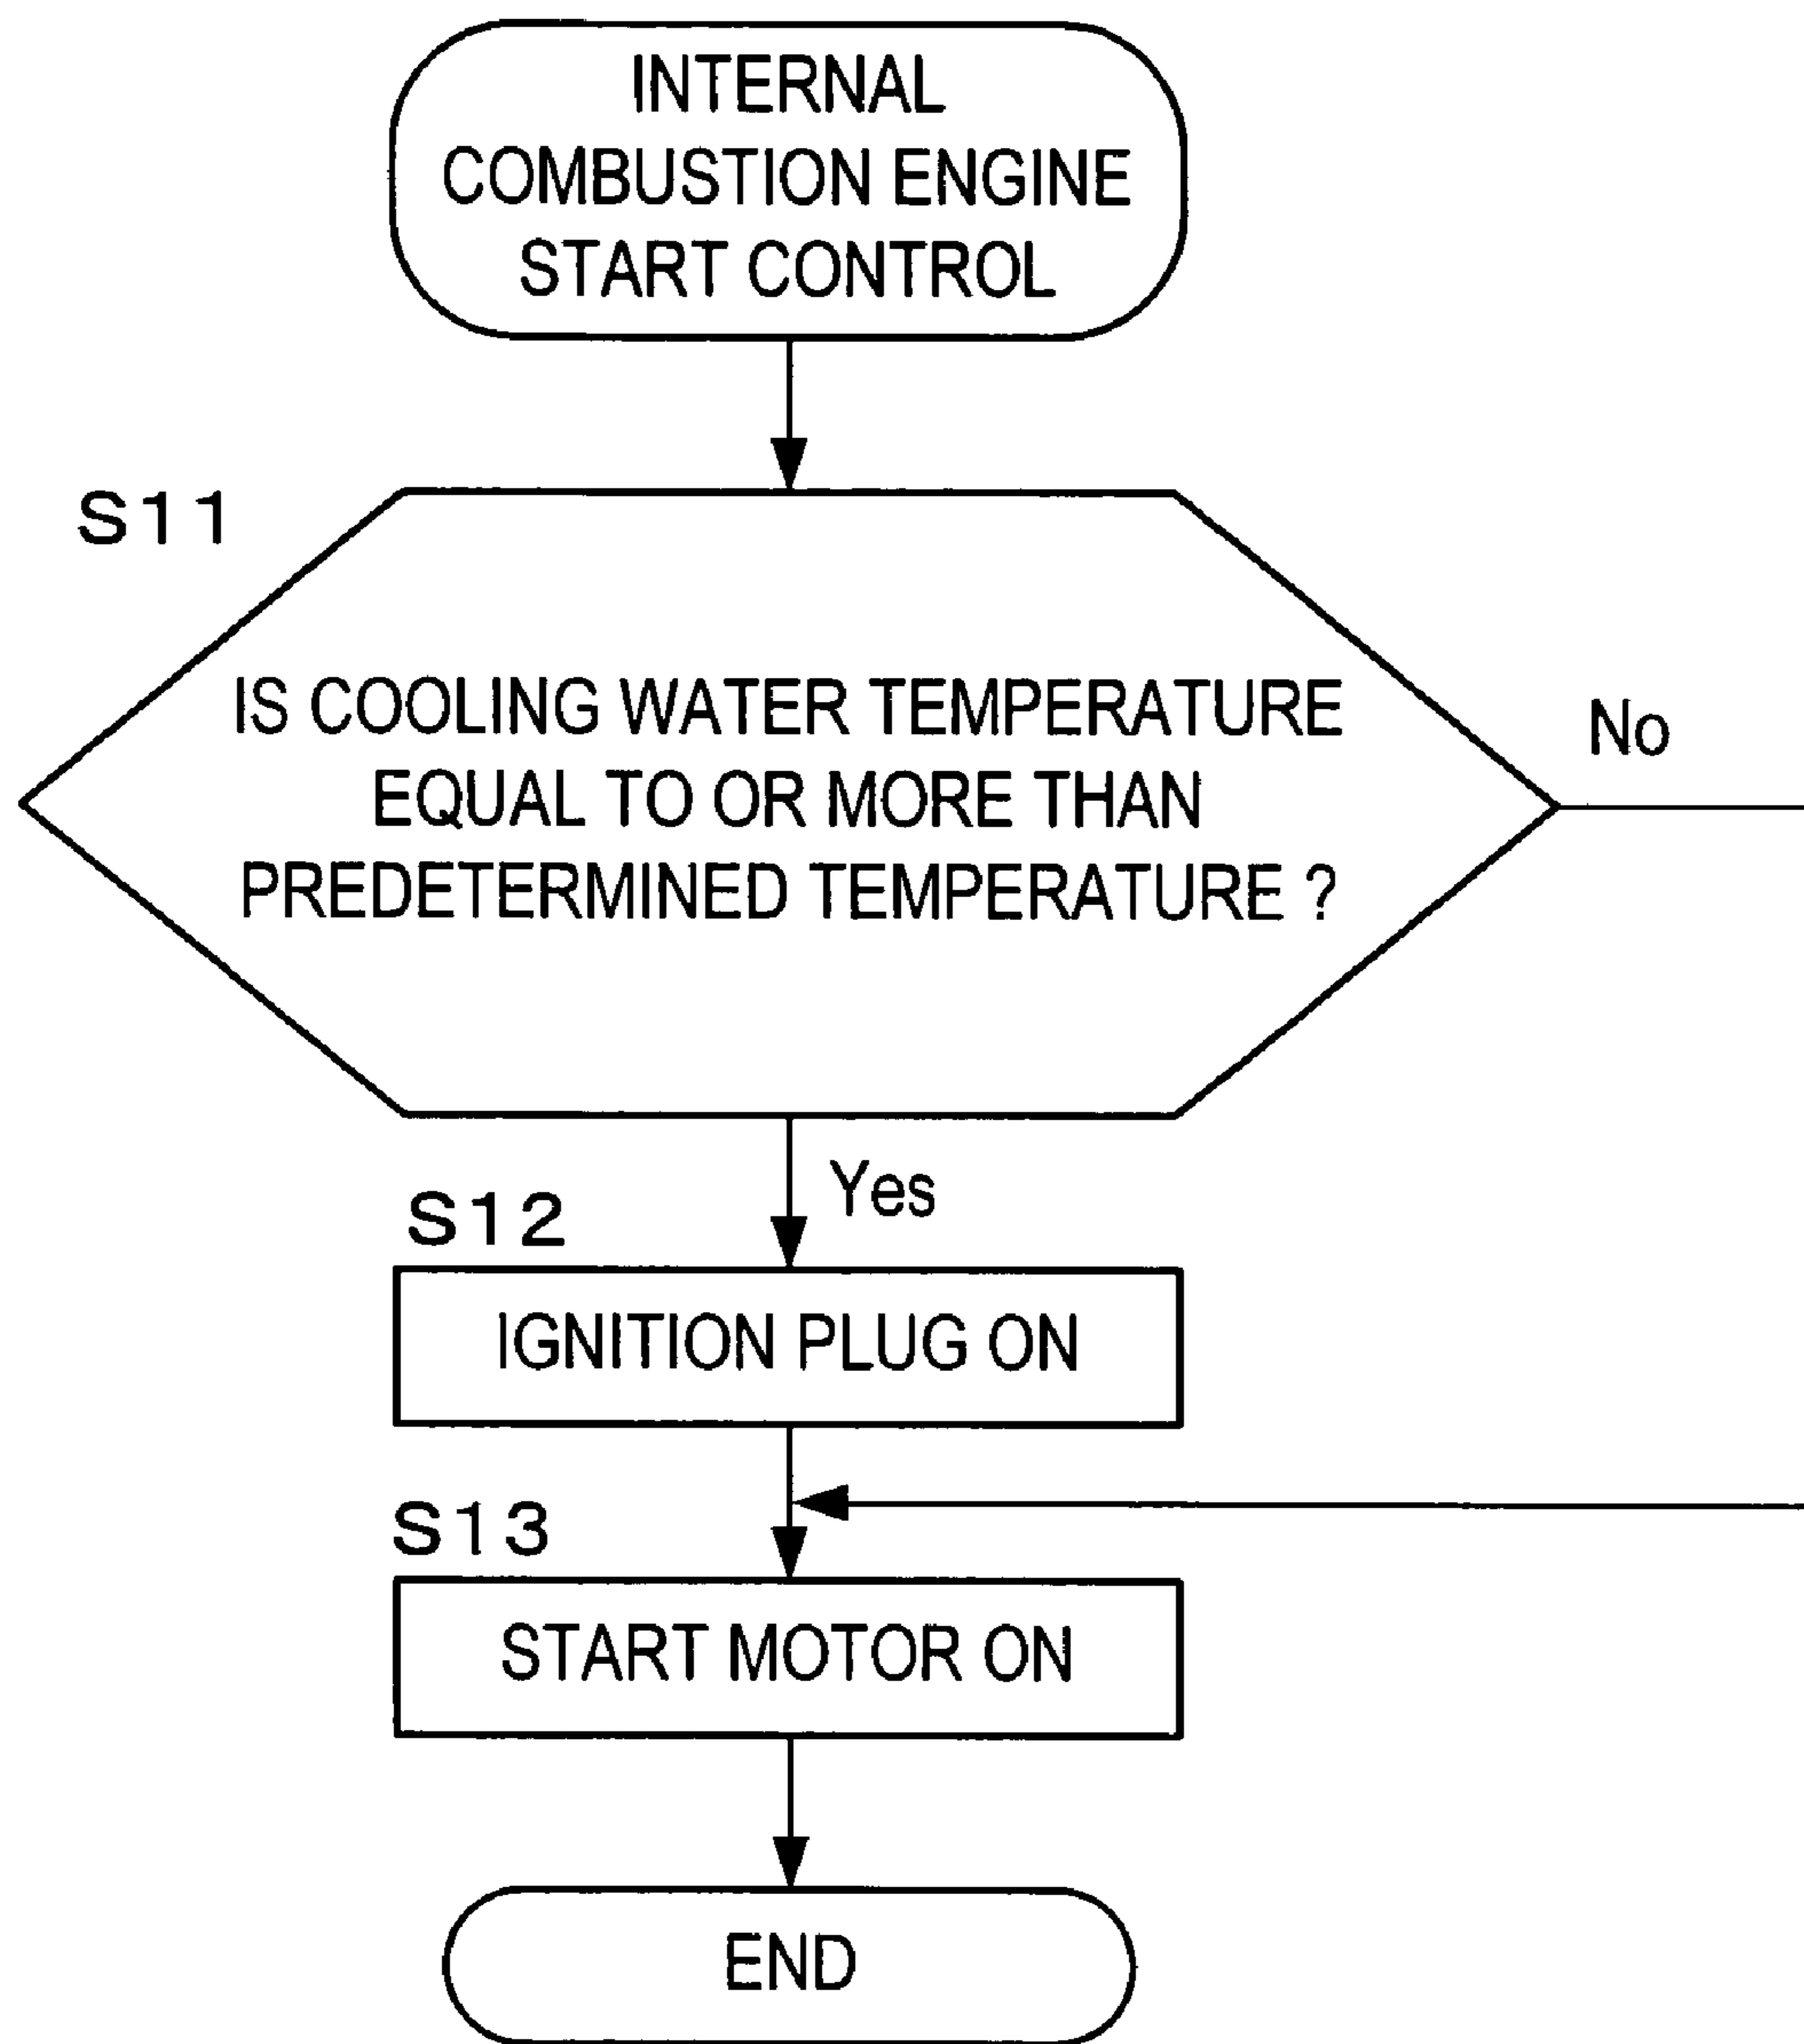 INTERNAL
COMBUSTION ENGINE
START CONTROL
S11
IS COOLING WATER TEMPERATURE
EQUAL TO OR MORE THAN
PREDETERMINED TEMPERATURE ?
No
Yes
S12
IGNITION PLUG ON
S13
START MOTOR ON
END